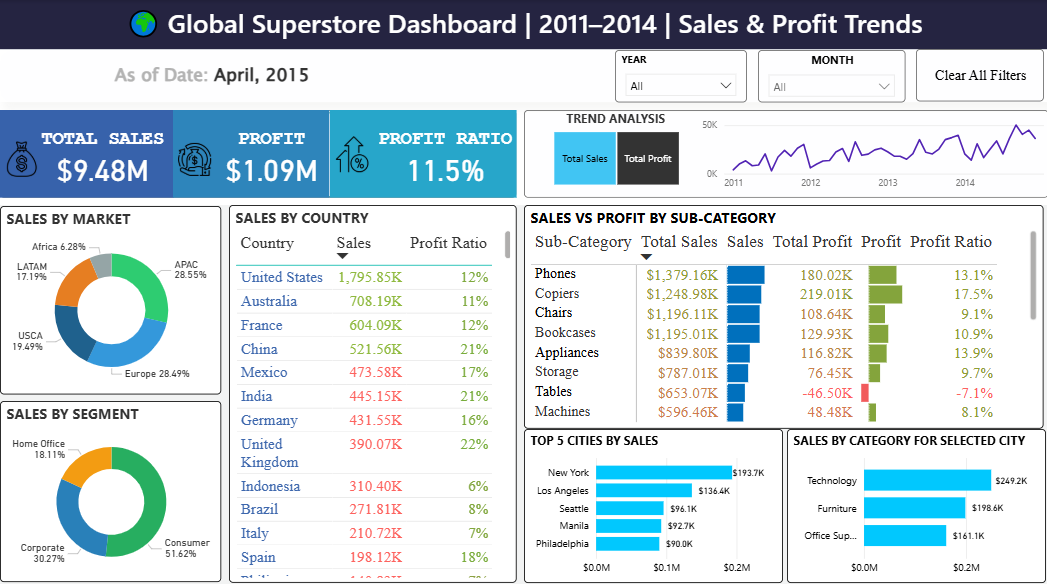 Global Superstore Dashboard | 2011–2014 | Sales & Profit Trends
As of Date: April, 2015
YEAR
All
MONTH
All
Clear All Filters
TOTAL SALES
$9.48M
PROFIT
$1.09M
PROFIT RATIO
11.5%
TREND ANALYSIS
Total Sales
Total Profit
50K
0K
2011
2012
2013
2014
SALES BY MARKET
Africa 6.28%
LATAM
17.19%
USCA
19.49%
APAC
28.55%
Europe 28.49%
SALES BY SEGMENT
Home Office
18.11%
Corporate
30.27%
Consumer
51.62%
SALES BY COUNTRY
Country Sales Profit Ratio
United States 1,795.85K 12%
Australia 708.19K 11%
France 604.09K 12%
China 521.56K 21%
Mexico 473.58K 17%
India 445.15K 21%
Germany 431.55K 16%
United
Kingdom 390.07K 22%
Indonesia 310.40K 6%
Brazil 271.81K 8%
Italy 210.72K 7%
Spain 198.12K 18%
SALES VS PROFIT BY SUB-CATEGORY
Sub-Category Total Sales Sales Total Profit Profit Profit Ratio
Phones $1,379.16K 180.02K 13.1%
Copiers $1,248.98K 219.01K 17.5%
Chairs $1,196.11K 108.64K 9.1%
Bookcases $1,195.01K 129.93K 10.9%
Appliances $839.80K 116.82K 13.9%
Storage $787.01K 76.45K 9.7%
Tables $653.07K -46.50K -7.1%
Machines $596.46K 48.48K 8.1%
TOP 5 CITIES BY SALES
New York $193.7K
Los Angeles $136.4K
Seattle $96.1K
Manila $92.7K
Philadelphia $90.0K
$0.0M $0.1M $0.2M
SALES BY CATEGORY FOR SELECTED CITY
Technology $249.2K
Furniture $198.6K
Office Sup... $161.1K
$0.0M $0.2M